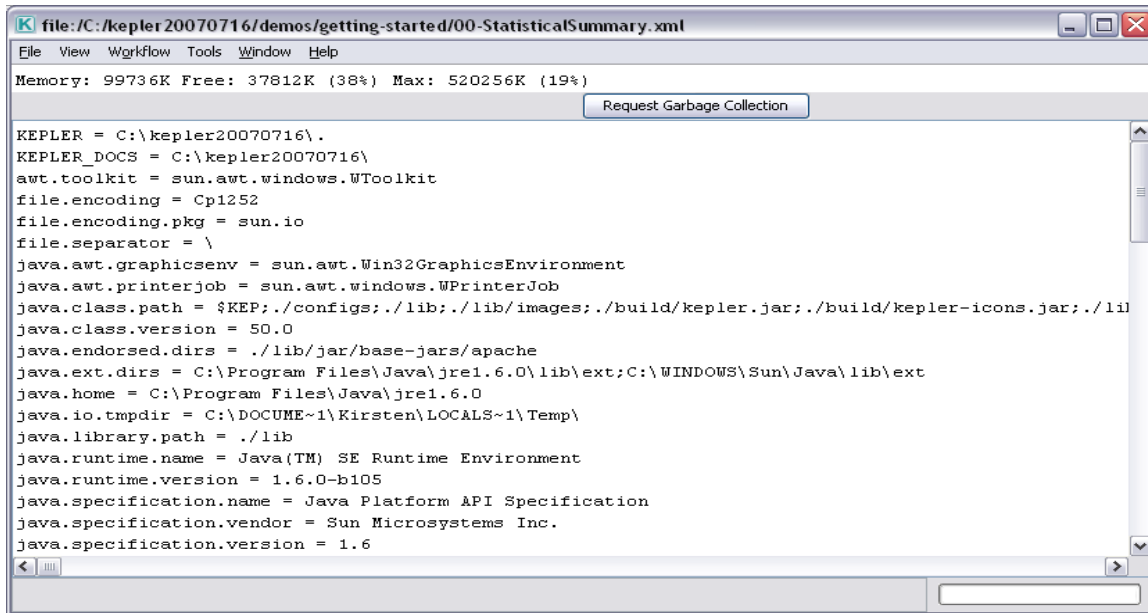 file:/C:/kepler20070716/demos/getting-started/00-StatisticalSummary.xml
File View Workflow Tools Window Help
Memory: 99736K Free: 37812K (38%) Max: 520256K (19%)
Request Garbage Collection
KEPLER = C:\kepler20070716\.
KEPLER_DOCS = C:\kepler20070716\
awt.toolkit = sun.awt.windows.WToolkit
file.encoding = Cp1252
file.encoding.pkg = sun.io
file.separator = \
java.awt.graphicsenv = sun.awt.Win32GraphicsEnvironment
java.awt.printerjob = sun.awt.windows.WPrinterJob
java.class.path = $KEP;./configs;./lib;./lib/images;./build/kepler.jar;./build/kepler-icons.jar;./lil
java.class.version = 50.0
java.endorsed.dirs = ./lib/jar/base-jars/apache
java.ext.dirs = C:\Program Files\Java\jre1.6.0\lib\ext;C:\WINDOWS\Sun\Java\lib\ext
java.home = C:\Program Files\Java\jre1.6.0
java.io.tmpdir = C:\DOCUME~1\Kirsten\LOCALS~1\Temp\
java.library.path = ./lib
java.runtime.name = Java(TM) SE Runtime Environment
java.runtime.version = 1.6.0-b105
java.specification.name = Java Platform API Specification
java.specification.vendor = Sun Microsystems Inc.
java.specification.version = 1.6